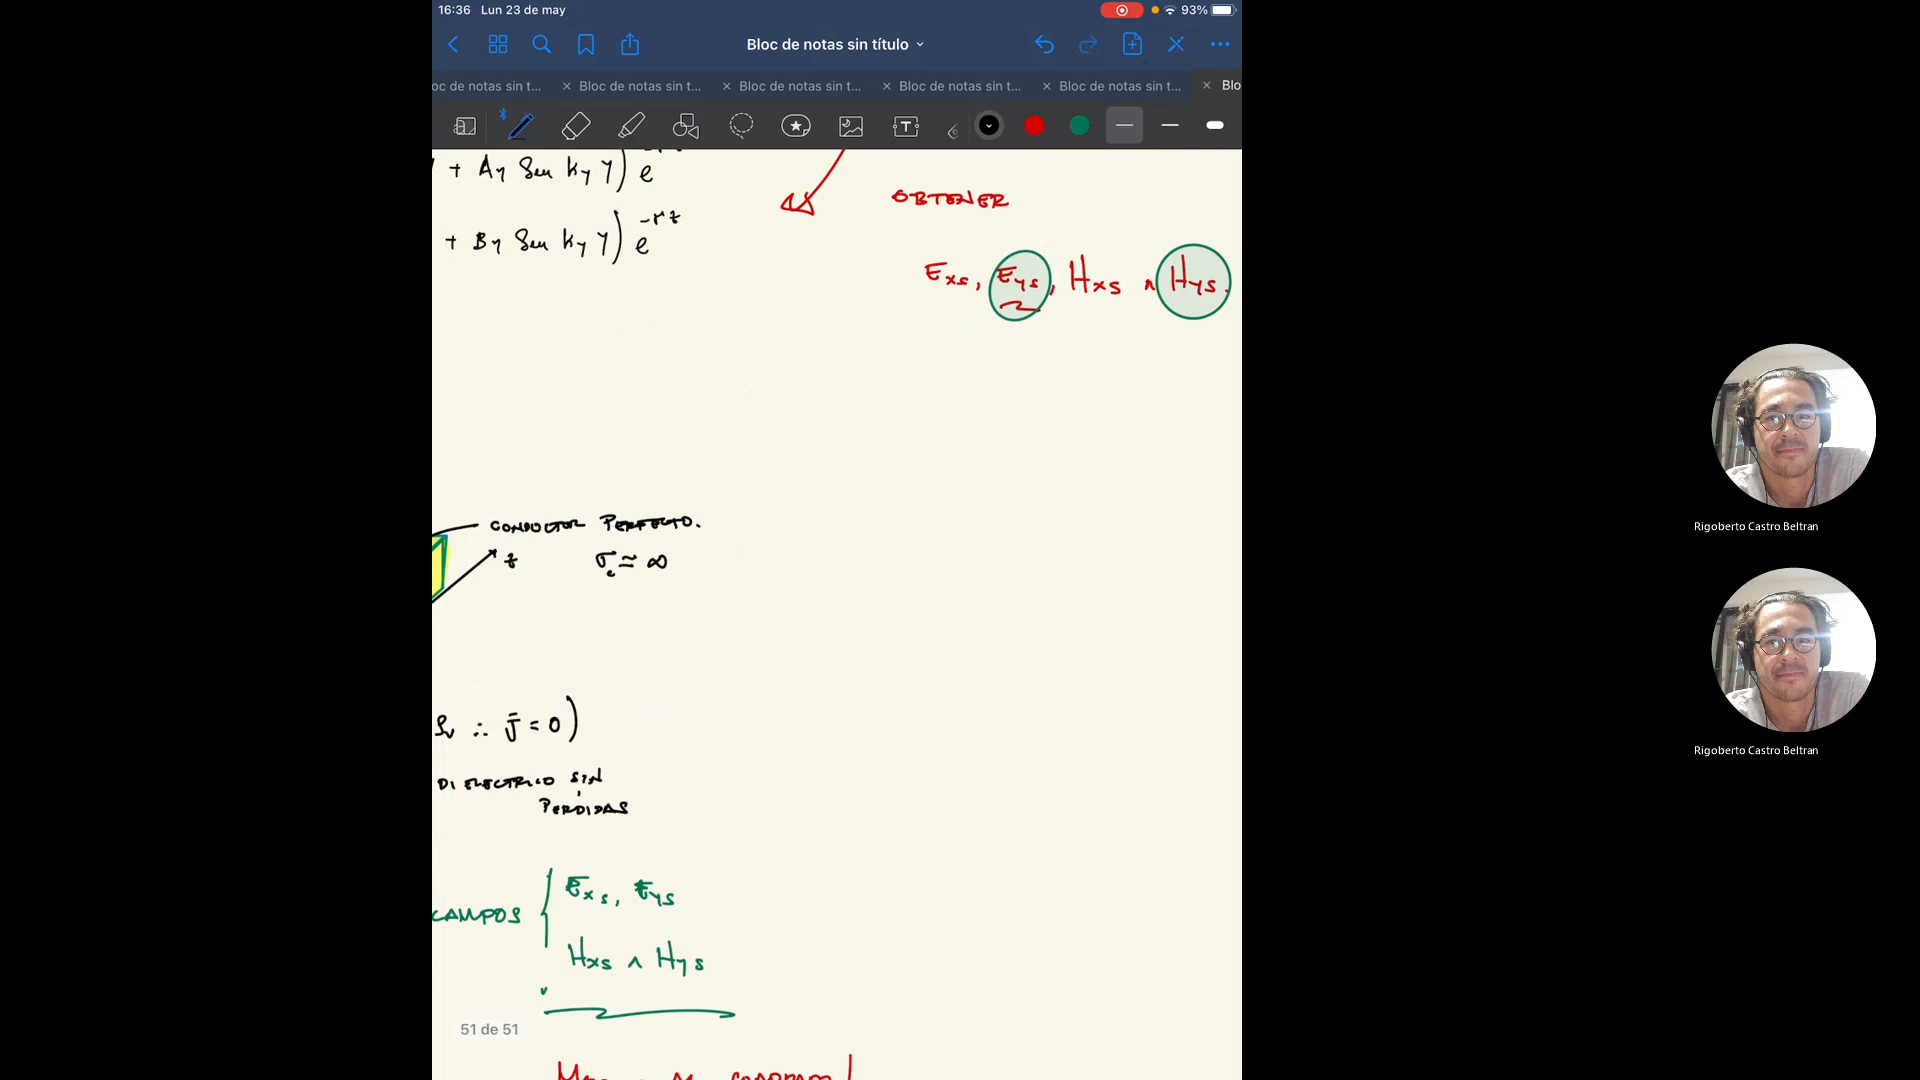 16:36 Lun 23 de may 93%
Bloc de notas sin título
oc de notas sin t... Bloc de notas sin t... Bloc de notas sin t... Bloc de notas sin t... Bloc de notas sin t... Blo
+ Ay Sen Ky Y) e
OBTENER
+ By Sen Ky Y) e^-γz
Exs, Eys, Hxs ∧ Hys.
CONDUCTOR PERFECTO.
z σc ≃ ∞
∴ J̄ = 0)
DIELECTRICO SIN
PERDIDAS
Exs, Eys
CAMPOS {
Hxs ∧ Hys
51 de 51
Rigoberto Castro Beltran
Rigoberto Castro Beltran